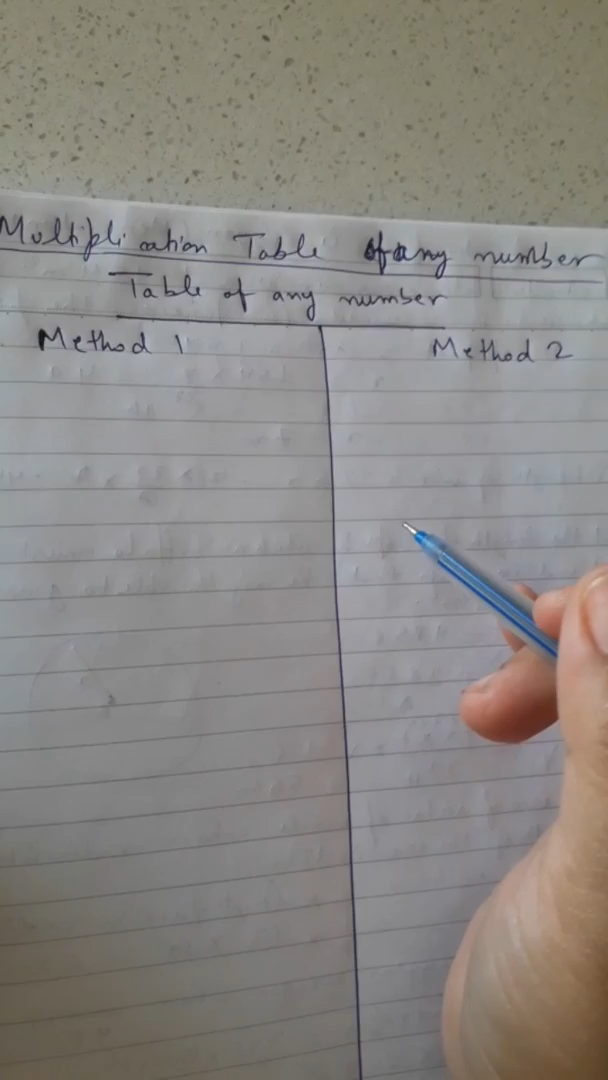 Multiplication Table of any number
Table of any number
Method 1
Method 2